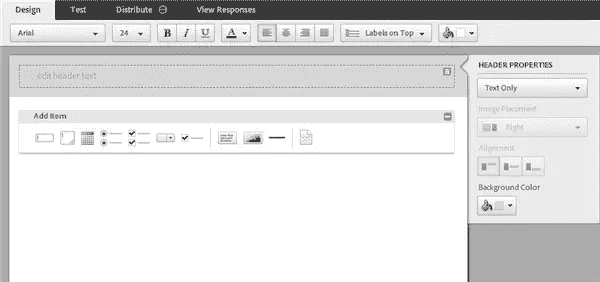 Design Test Distribute View Responses
Arial 24 B I U A Labels on Top
edit header text
HEADER PROPERTIES
Text Only
Image Placement
Right
Alignment
Background Color
Add Item